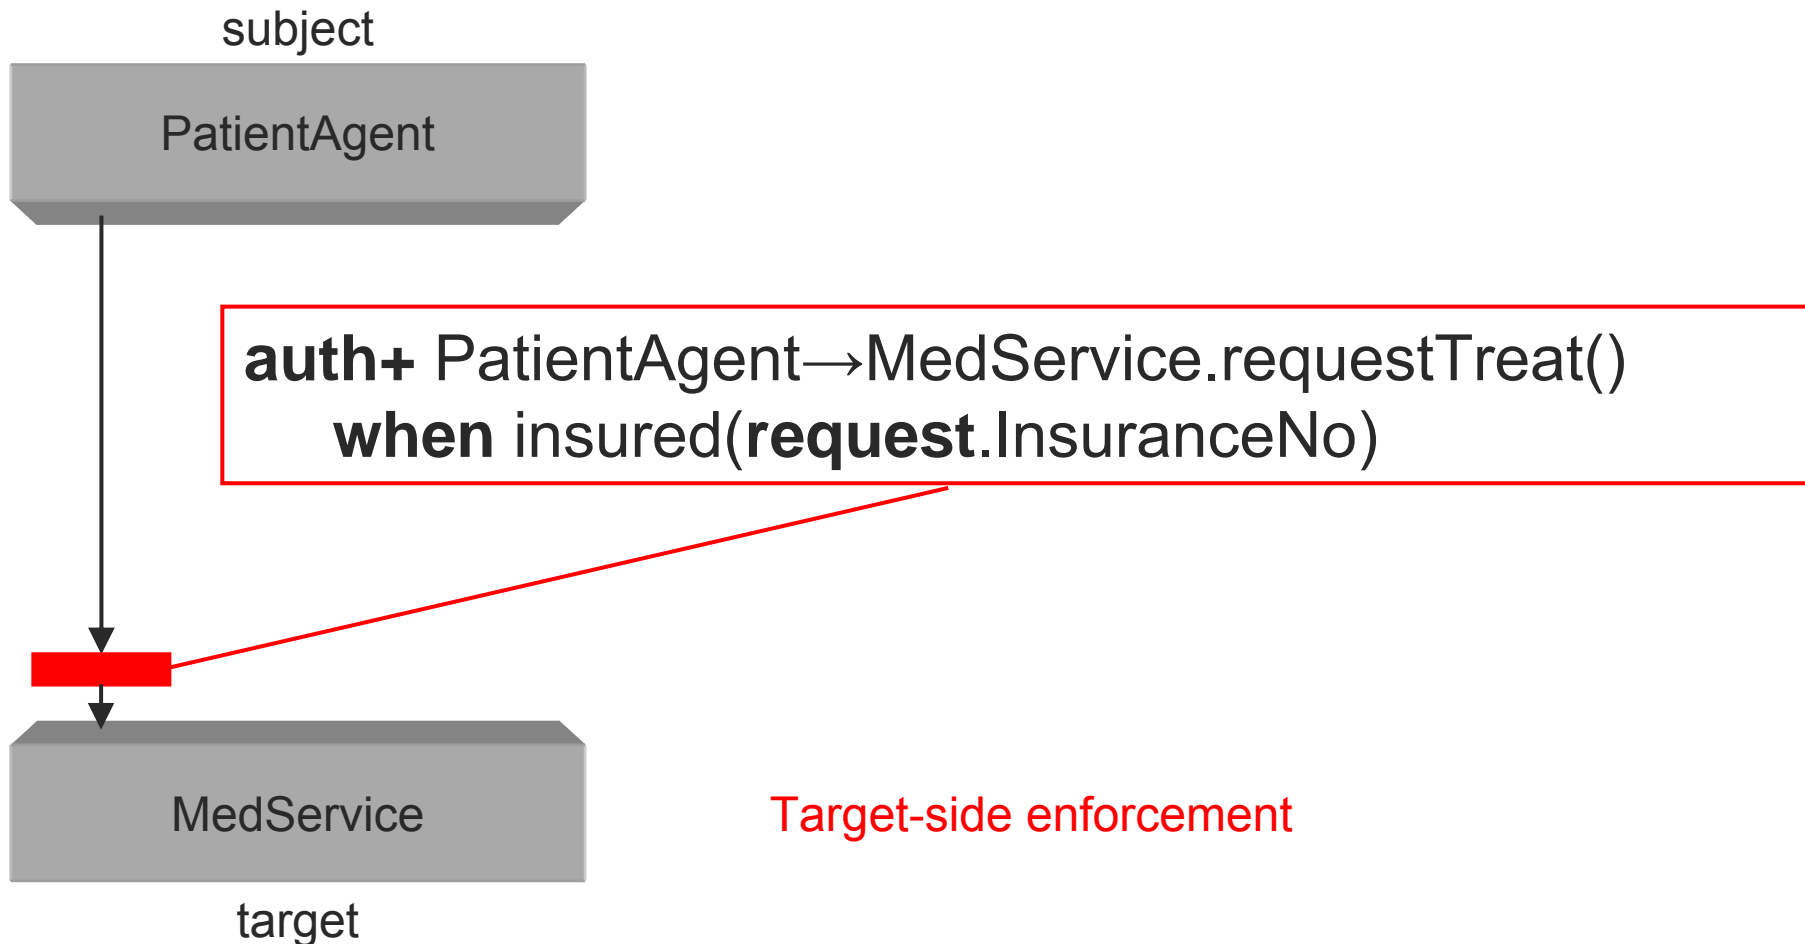 subject
PatientAgent
auth+ PatientAgent→MedService.requestTreat()
when insured(request.InsuranceNo)
MedService
Target-side enforcement
target